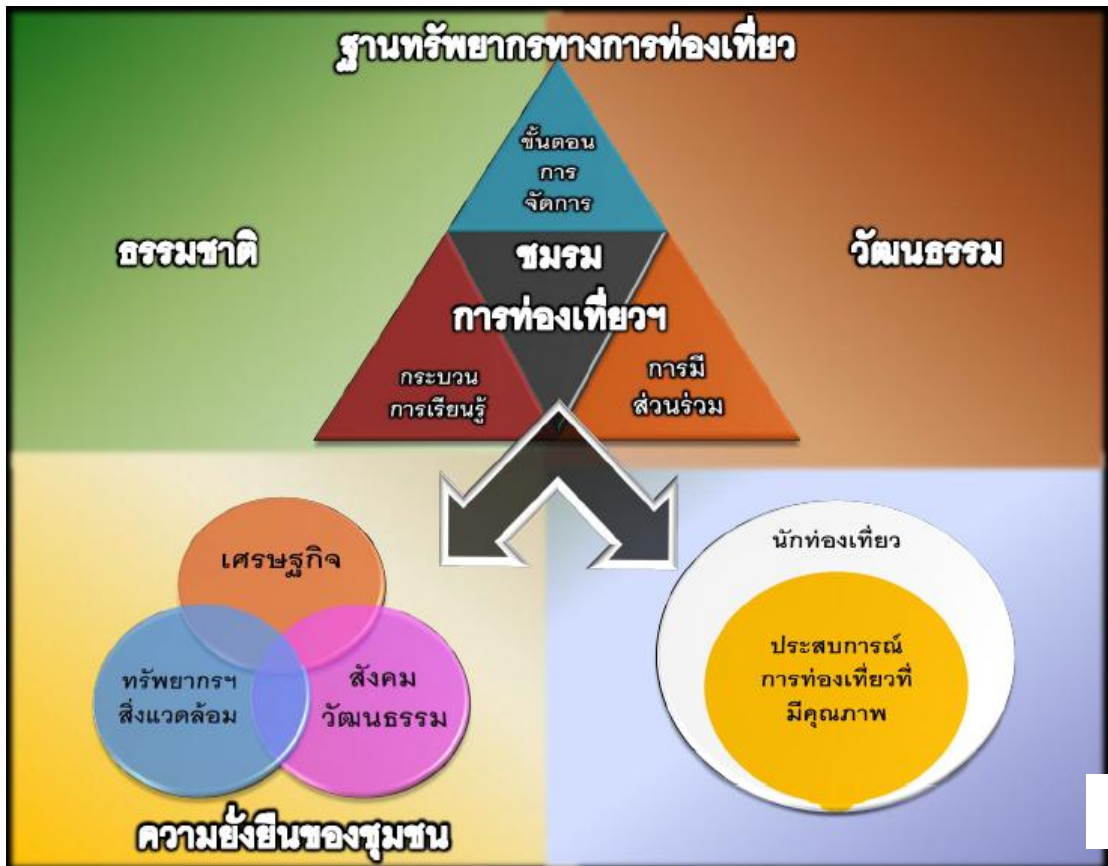 ฐานทรัพยากรทางการท่องเที่ยว
ขั้นตอน
การ
จัดการ
ธรรมชาติ
ชมรม
วัฒนธรรม
การท่องเที่ยวฯ
กระบวน
การเรียนรู้
การมี
ส่วนร่วม
เศรษฐกิจ
ทรัพยากรฯ
สิ่งแวดล้อม
สังคม
วัฒนธรรม
ความยั่งยืนของชุมชน
นักท่องเที่ยว
ประสบการณ์
การท่องเที่ยวที่
มีคุณภาพ